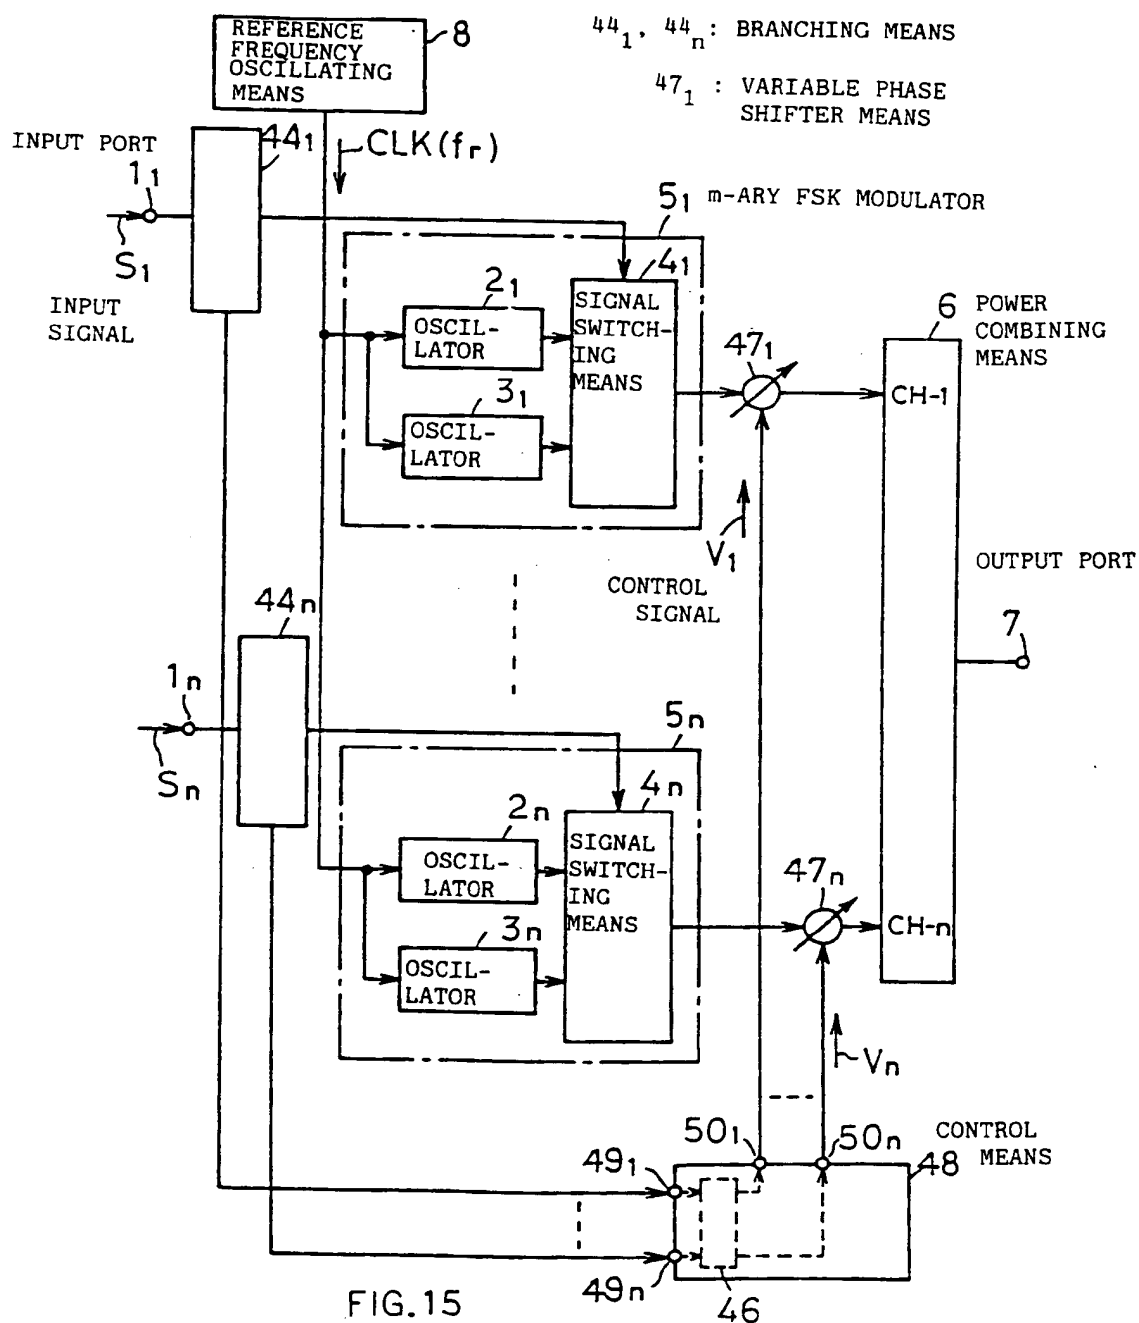 REFERENCE
FREQUENCY
OSCILLATING
MEANS
8
44₁, 44ₙ: BRANCHING MEANS
47₁ : VARIABLE PHASE
SHIFTER MEANS
INPUT PORT
44₁
CLK(fr)
1₁
S₁
INPUT
SIGNAL
5₁
m-ARY FSK MODULATOR
4₁
SIGNAL
SWITCH-
ING
MEANS
2₁
OSCIL-
LATOR
3₁
OSCIL-
LATOR
47₁
6
POWER
COMBINING
MEANS
CH-1
V₁
CONTROL
SIGNAL
OUTPUT PORT
7
44ₙ
1ₙ
Sₙ
5ₙ
4ₙ
SIGNAL
SWITCH-
ING
MEANS
2ₙ
OSCIL-
LATOR
3ₙ
OSCIL-
LATOR
47ₙ
CH-n
Vₙ
50₁
50ₙ
CONTROL
MEANS
48
49₁
49ₙ
46
FIG.15